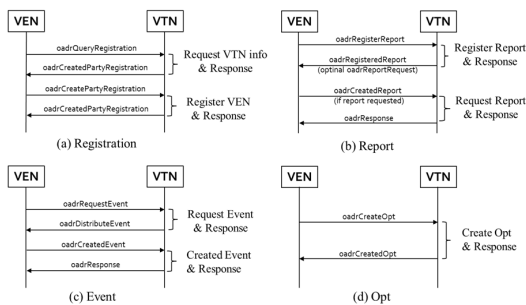 VEN VTN
oadrQueryRegistration
oadrCreatedPartyRegistration
Request VTN info
& Response
oadrCreatePartyRegistration
oadrCreatedPartyRegistration
Register VEN
& Response
(a) Registration
VEN VTN
oadrRegisterReport
oadrRegisteredReport
(optinal oadrReportRequest)
Register Report
& Response
oadrCreatedReport
(if report requested)
oadrResponse
Request Report
& Response
(b) Report
VEN VTN
oadrRequestEvent
oadrDistributeEvent
Request Event
& Response
oadrCreatedEvent
oadrResponse
Created Event
& Response
(c) Event
VEN VTN
oadrCreateOpt
oadrCreatedOpt
Create Opt
& Response
(d) Opt